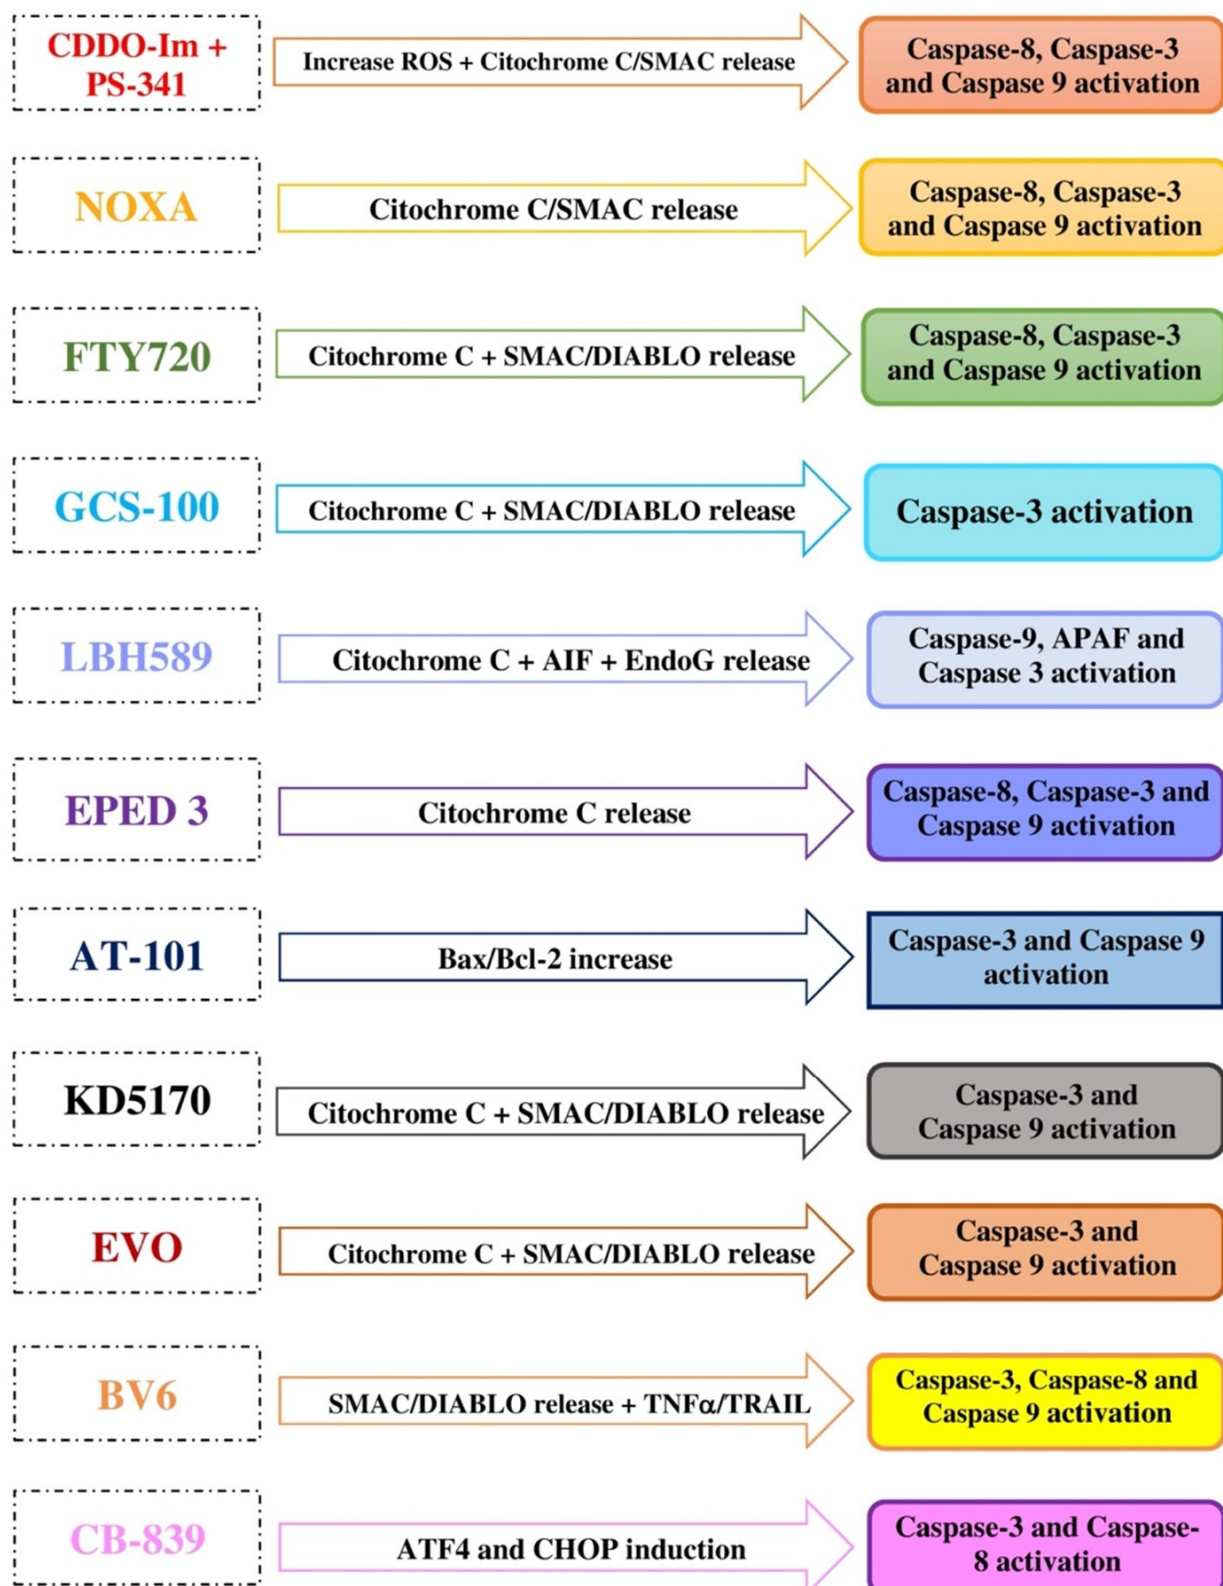 CDDO-Im +
PS-341
Increase ROS + Citochrome C/SMAC release
Caspase-8, Caspase-3
and Caspase 9 activation
NOXA
Citochrome C/SMAC release
Caspase-8, Caspase-3
and Caspase 9 activation
FTY720
Citochrome C + SMAC/DIABLO release
Caspase-8, Caspase-3
and Caspase 9 activation
GCS-100
Citochrome C + SMAC/DIABLO release
Caspase-3 activation
LBH589
Citochrome C + AIF + EndoG release
Caspase-9, APAF and
Caspase 3 activation
EPED 3
Citochrome C release
Caspase-8, Caspase-3 and
Caspase 9 activation
AT-101
Bax/Bcl-2 increase
Caspase-3 and Caspase 9
activation
KD5170
Citochrome C + SMAC/DIABLO release
Caspase-3 and
Caspase 9 activation
EVO
Citochrome C + SMAC/DIABLO release
Caspase-3 and
Caspase 9 activation
BV6
SMAC/DIABLO release + TNFα/TRAIL
Caspase-3, Caspase-8 and
Caspase 9 activation
CB-839
ATF4 and CHOP induction
Caspase-3 and Caspase-
8 activation